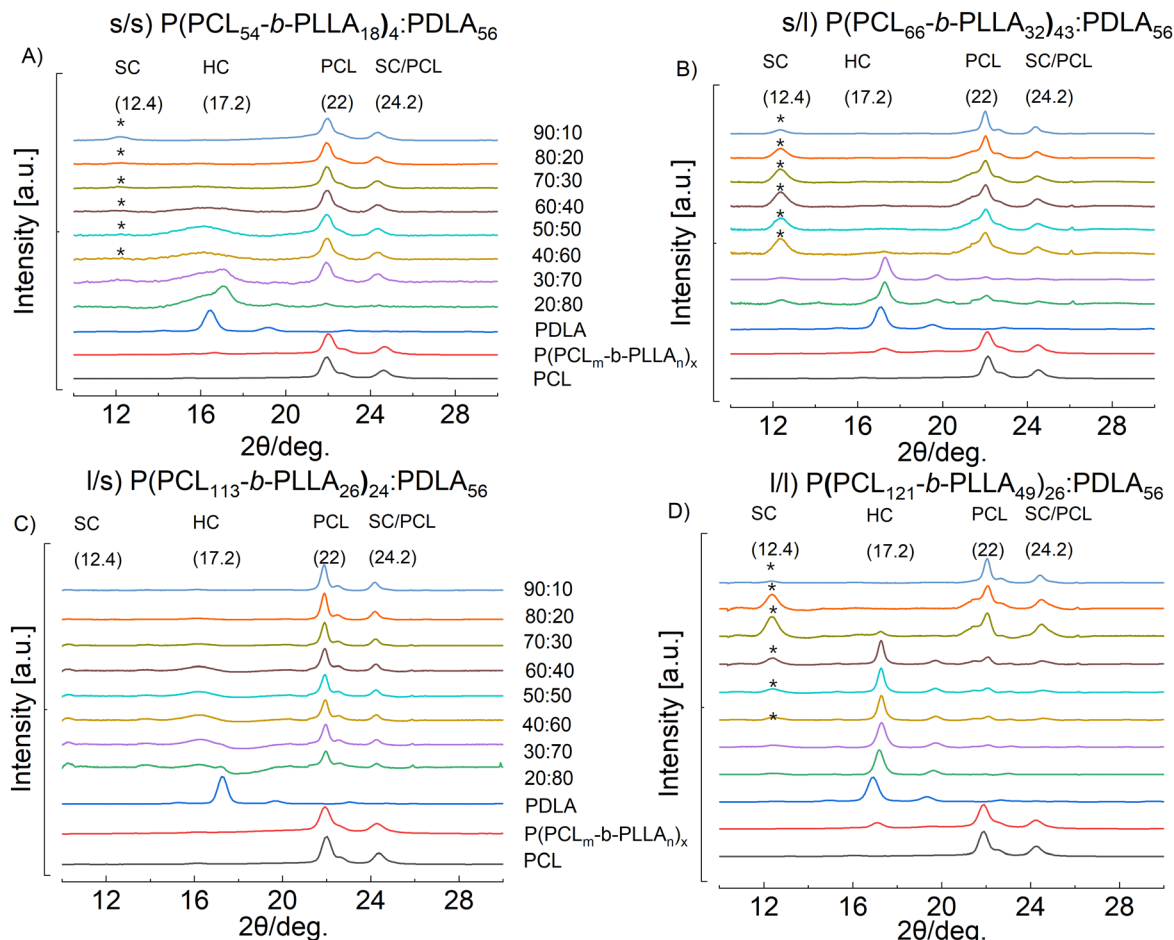 s/s) P(PCL54-b-PLLA18)4:PDLA56
A)
SC HC PCL SC/PCL
(12.4) (17.2) (22) (24.2)
*
*
*
*
*
*
90:10
80:20
70:30
60:40
50:50
40:60
30:70
20:80
PDLA
P(PCLm-b-PLLAn)x
PCL
Intensity [a.u.]
12 16 20 24 28
2θ/deg.
s/l) P(PCL66-b-PLLA32)43:PDLA56
B)
SC HC PCL SC/PCL
(12.4) (17.2) (22) (24.2)
*
*
*
*
*
*
Intensity [a.u.]
12 16 20 24 28
2θ/deg.
l/s) P(PCL113-b-PLLA26)24:PDLA56
C)
SC HC PCL SC/PCL
(12.4) (17.2) (22) (24.2)
90:10
80:20
70:30
60:40
50:50
40:60
30:70
20:80
PDLA
P(PCLm-b-PLLAn)x
PCL
Intensity [a.u.]
12 16 20 24 28
2θ/deg.
l/l) P(PCL121-b-PLLA49)26:PDLA56
D)
SC HC PCL SC/PCL
(12.4) (17.2) (22) (24.2)
*
*
*
*
*
*
Intensity [a.u.]
12 16 20 24 28
2θ/deg.